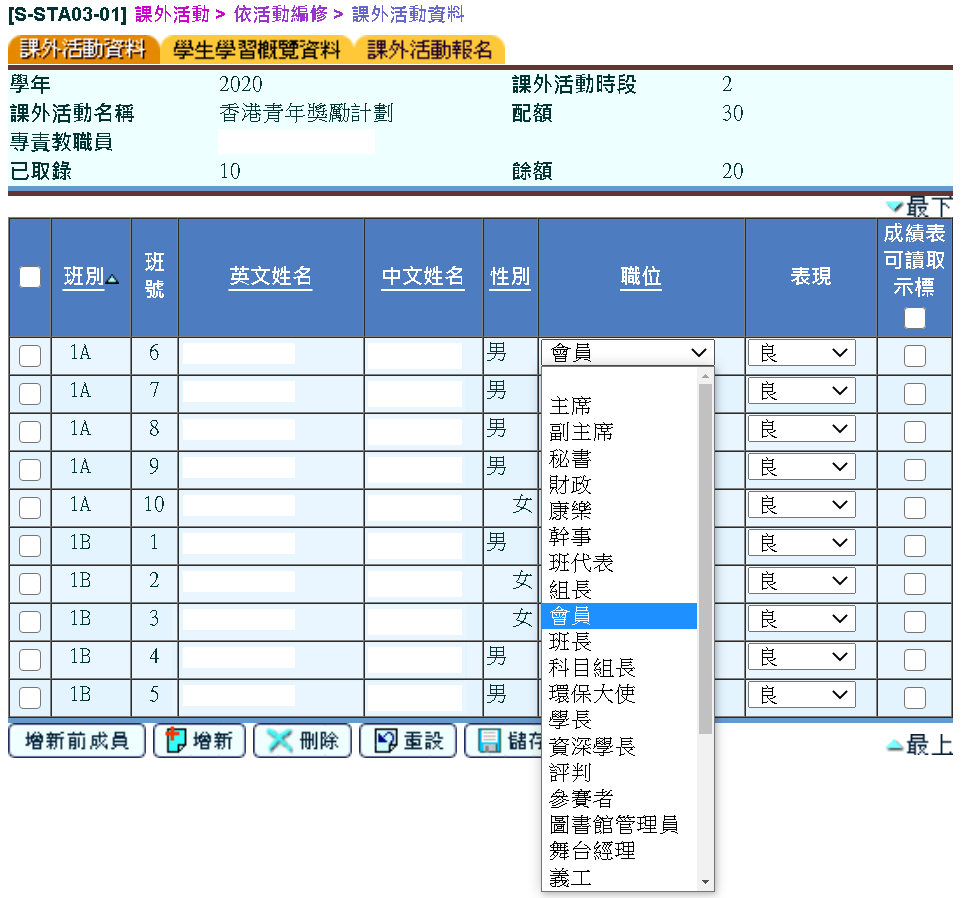 [S-STA03-01] 課外活動 > 依活動編修 > 課外活動資料
課外活動資料 學生學習概覽資料 課外活動報名
學年 2020 課外活動時段 2
課外活動名稱 香港青年獎勵計劃 配額 30
專責教職員
已取錄 10 餘額 20
最下
班別 班號 英文姓名 中文姓名 性別 職位 表現 成績表可讀取示標
1A 6 男 會員 良
1A 7 男 良
1A 8 男 良
1A 9 男 良
1A 10 女 良
1B 1 男 良
1B 2 女 良
1B 3 女 良
1B 4 男 良
1B 5 男 良
主席
副主席
秘書
財政
康樂
幹事
班代表
組長
會員
班長
科目組長
環保大使
學長
資深學長
評判
參賽者
圖書館管理員
舞台經理
義工
增新前成員 增新 刪除 重設 儲存
最上